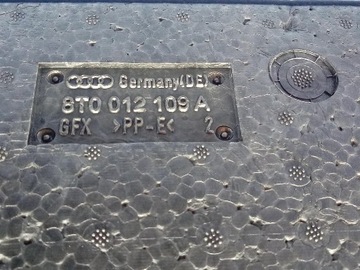 Germany(DE)
8T0 012 109 A
GFX >PP-E< 2